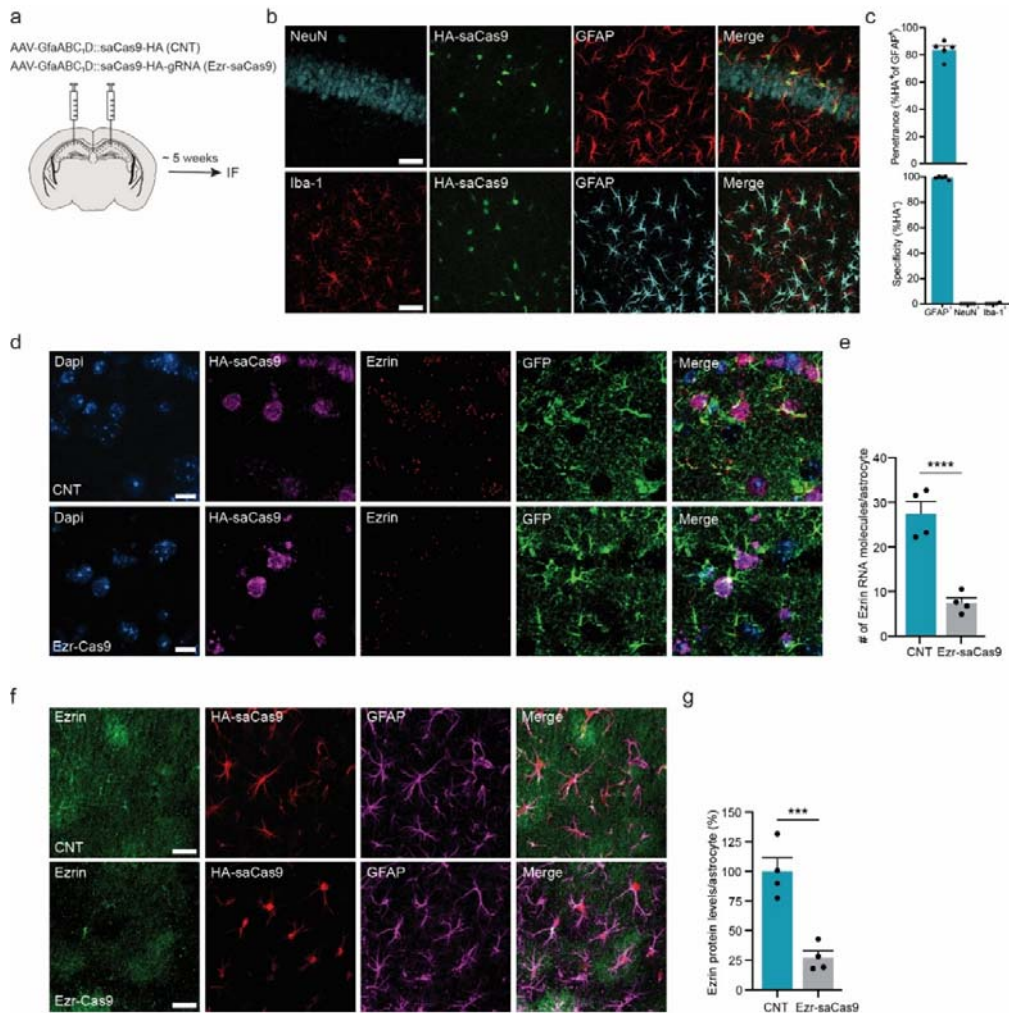 a
AAV-GfaABC₁D::saCas9-HA (CNT)
AAV-GfaABC₁D::saCas9-HA-gRNA (Ezr-saCas9)
~ 5 weeks
IF
b
NeuN
HA-saCas9
GFAP
Merge
Iba-1
HA-saCas9
GFAP
Merge
c
Penetrance (%HA⁺of GFAP⁺)
100
80
60
40
20
0
Specificity (%HA⁺)
100
80
60
40
20
0
GFAP⁺ NeuN⁺ Iba-1⁺
d
Dapi
HA-saCas9
Ezrin
GFP
Merge
CNT
Dapi
HA-saCas9
Ezrin
GFP
Merge
Ezr-Cas9
e
# of Ezrin RNA molecules/astrocyte
40
30
20
10
0
****
CNT Ezr-saCas9
f
Ezrin
HA-saCas9
GFAP
Merge
CNT
Ezrin
HA-saCas9
GFAP
Merge
Ezr-Cas9
g
Ezrin protein levels/astrocyte (%)
150
125
100
75
50
25
0
***
CNT Ezr-saCas9